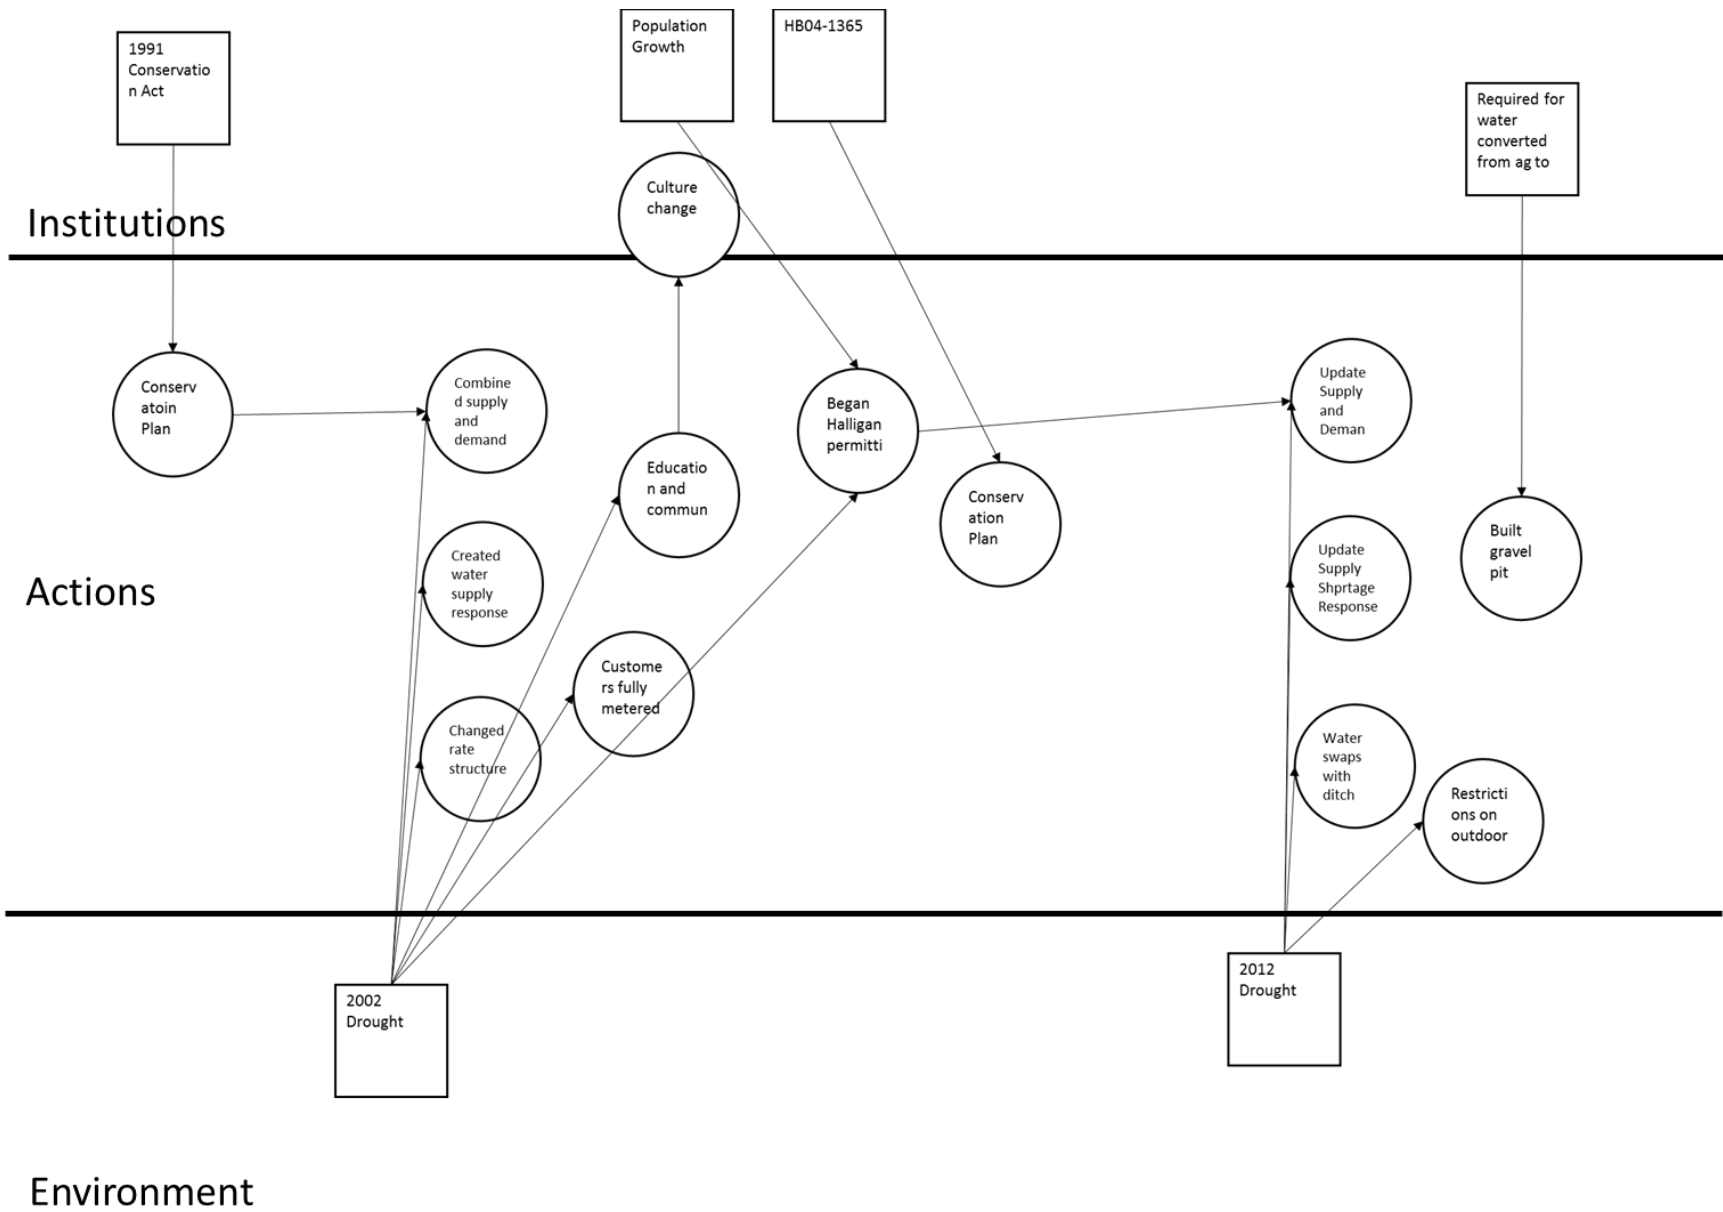 1991
Conservatio
n Act
Population
Growth
HB04-1365
Required for
water
converted
from ag to
Culture
change
Institutions
Conserv
atoin
Plan
Combine
d supply
and
demand
Educatio
n and
commun
Began
Halligan
permitti
Conserv
ation
Plan
Update
Supply
and
Deman
Built
gravel
pit
Created
water
supply
response
Update
Supply
Shprtage
Response
Actions
Custome
rs fully
metered
Changed
rate
structure
Water
swaps
with
ditch
Restricti
ons on
outdoor
2002
Drought
2012
Drought
Environment